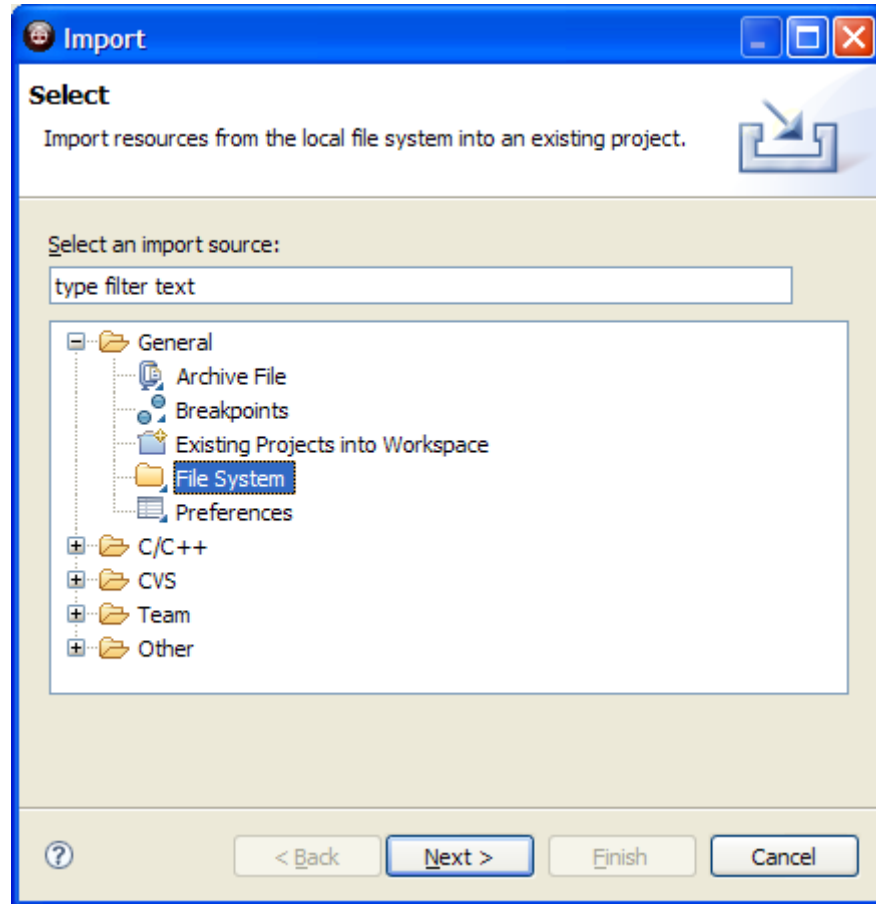 Import
Select
Import resources from the local file system into an existing project.
Select an import source:
type filter text
General
Archive File
Breakpoints
Existing Projects into Workspace
File System
Preferences
C/C++
CVS
Team
Other
< Back Next > Finish Cancel